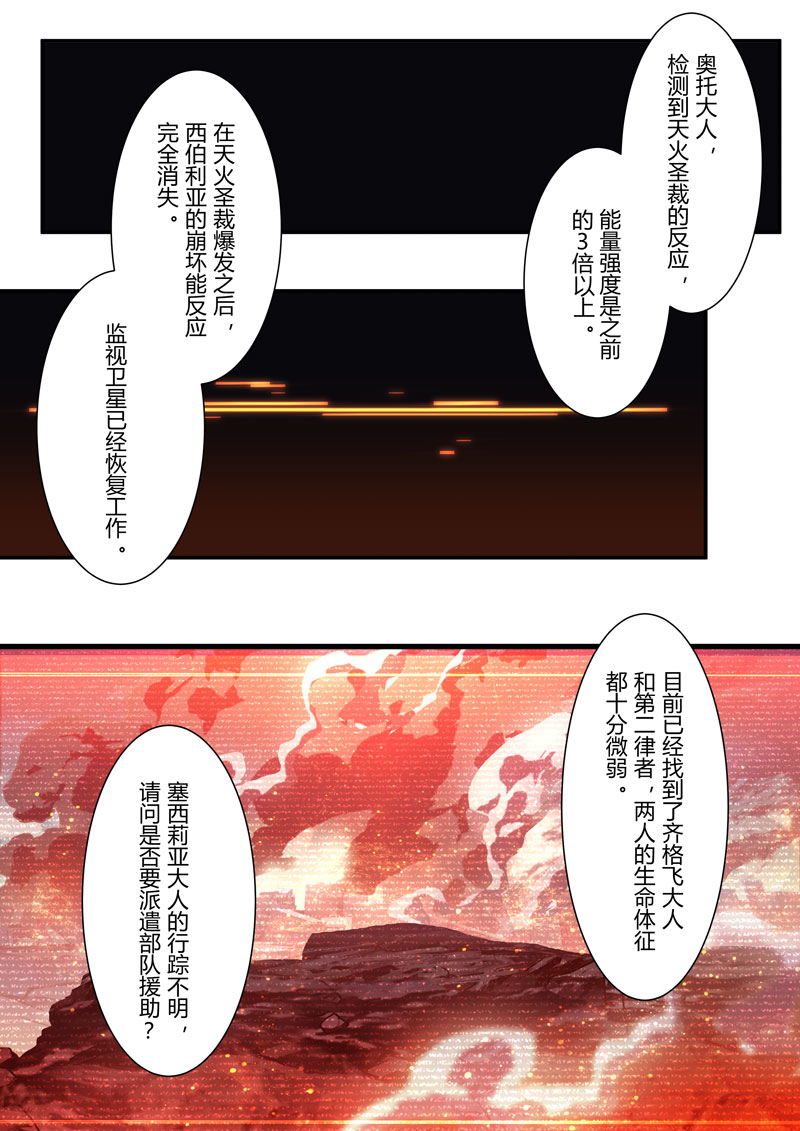 奥托大人，
检测到天火圣裁的反应，
能量强度是之前
的3倍以上。
在天火圣裁爆发之后，
西伯利亚的崩坏能反应
完全消失。
监视卫星已经恢复工作。
目前已经找到了齐格飞大人
和第二律者，两人的生命体征
都十分微弱。
塞西莉亚大人的行踪不明，
请问是否要派遣部队援助？